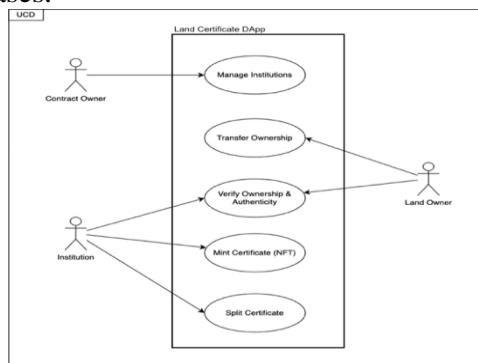 UCD
Land Certificate DApp
Manage Institutions
Contract Owner
Transfer Ownership
Verify Ownership &
Authenticity
Land Owner
Institution
Mint Certificate (NFT)
Split Certificate